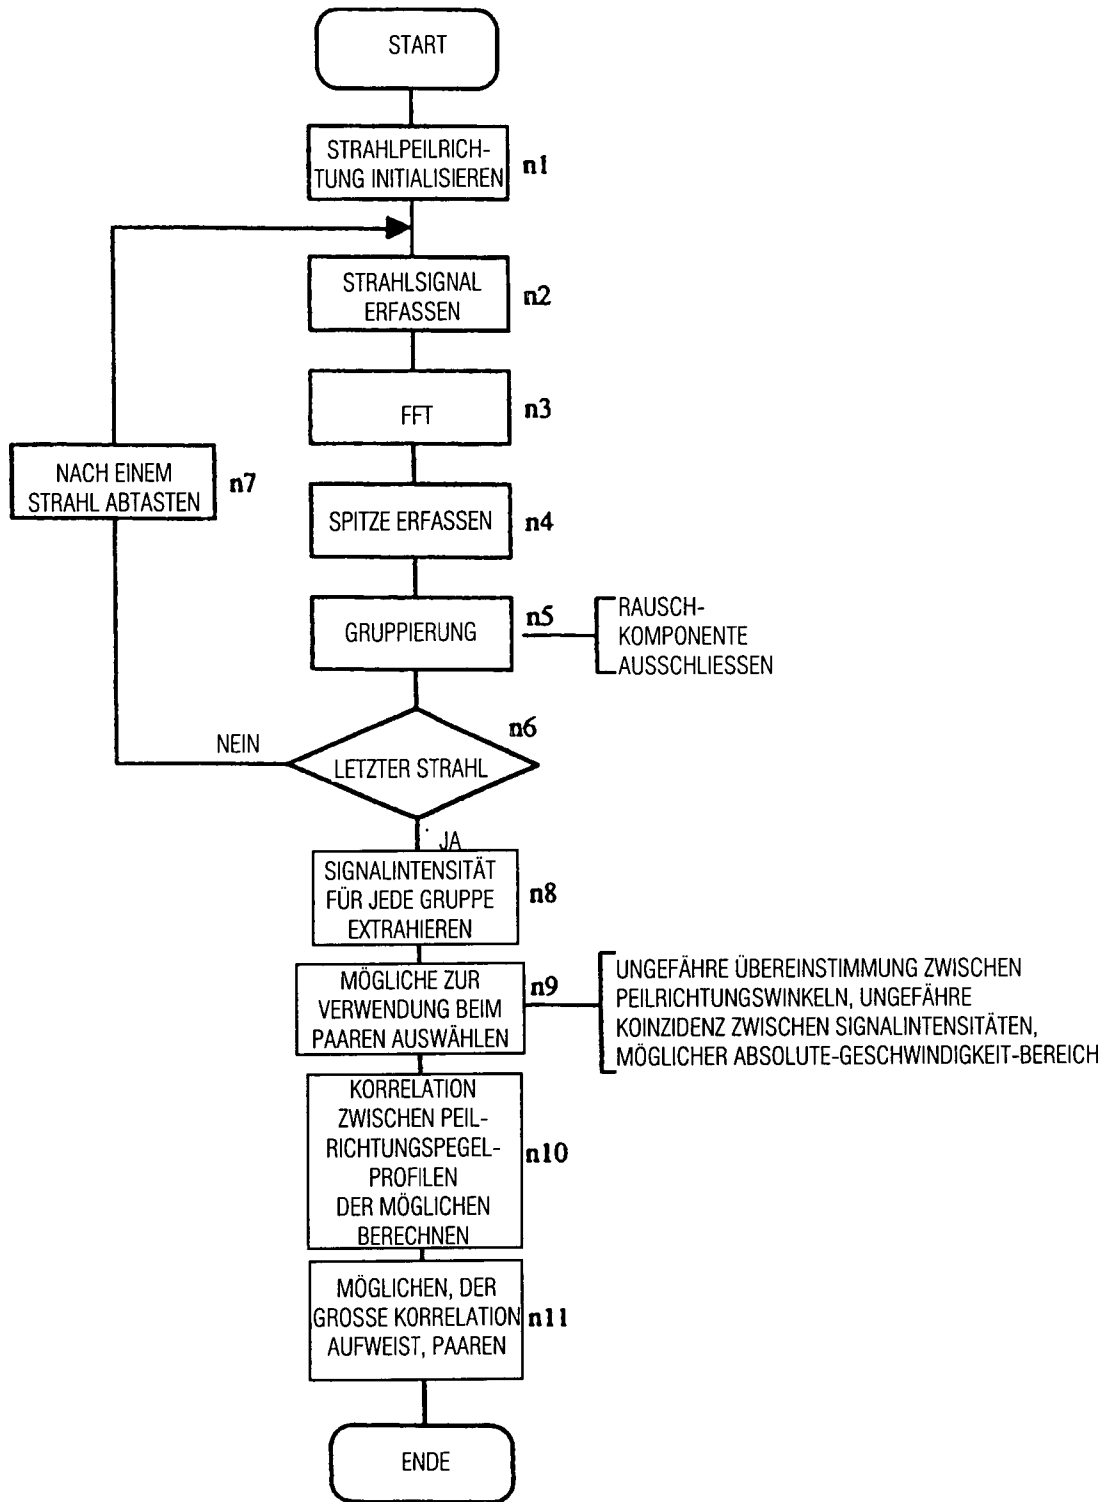 START
STRAHLPEILRICH-
TUNG INITIALISIEREN
n1
STRAHLSIGNAL
ERFASSEN
n2
FFT
n3
NACH EINEM
STRAHL ABTASTEN
n7
SPITZE ERFASSEN
n4
GRUPPIERUNG
n5
RAUSCH-
KOMPONENTE
AUSSCHLIESSEN
n6
NEIN
LETZTER STRAHL
JA
SIGNALINTENSITÄT
FÜR JEDE GRUPPE
EXTRAHIEREN
n8
MÖGLICHE ZUR
VERWENDUNG BEIM
PAAREN AUSWÄHLEN
n9
UNGEFÄHRE ÜBEREINSTIMMUNG ZWISCHEN
PEILRICHTUNGSWINKELN, UNGEFÄHRE
KOINZIDENZ ZWISCHEN SIGNALINTENSITÄTEN,
MÖGLICHER ABSOLUTE-GESCHWINDIGKEIT-BEREICH
KORRELATION
ZWISCHEN PEIL-
RICHTUNGSPEGEL-
PROFILEN
DER MÖGLICHEN
BERECHNEN
n10
MÖGLICHEN, DER
GROSSE KORRELATION
AUFWEIST, PAAREN
n11
ENDE